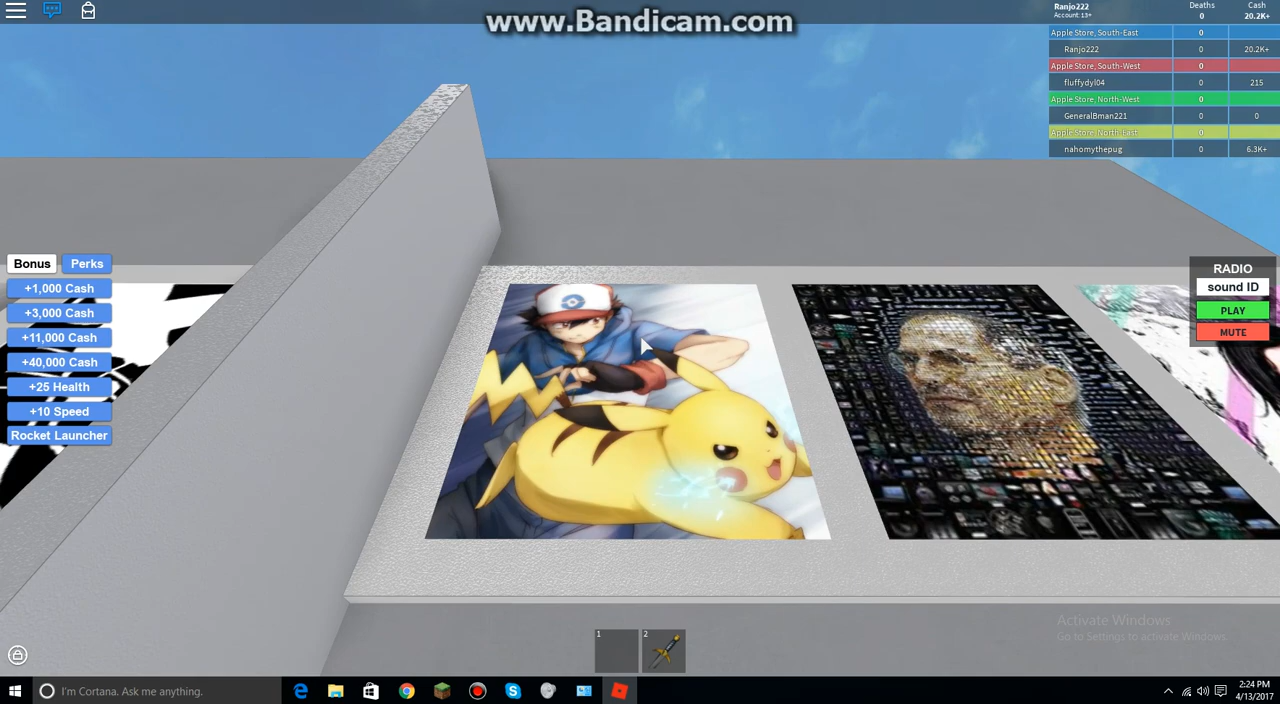 www.Bandicam.com
Ranjo222
Account: 13+
Deaths
0
Cash
20.2K+
Apple Store, South-East 0
Ranjo222 0 20.2K+
Apple Store, South-West 0
fluffydyl04 0 215
Apple Store, North-West 0
GeneralBman221 0 0
Apple Store, North-East 0
nahomythepug 0 6.3K+
Bonus Perks
+1,000 Cash
+3,000 Cash
+11,000 Cash
+40,000 Cash
+25 Health
+10 Speed
Rocket Launcher
RADIO
sound ID
PLAY
MUTE
1 2
Activate Windows
Go to Settings to activate Windows.
I'm Cortana. Ask me anything.
2:24 PM
4/13/2017